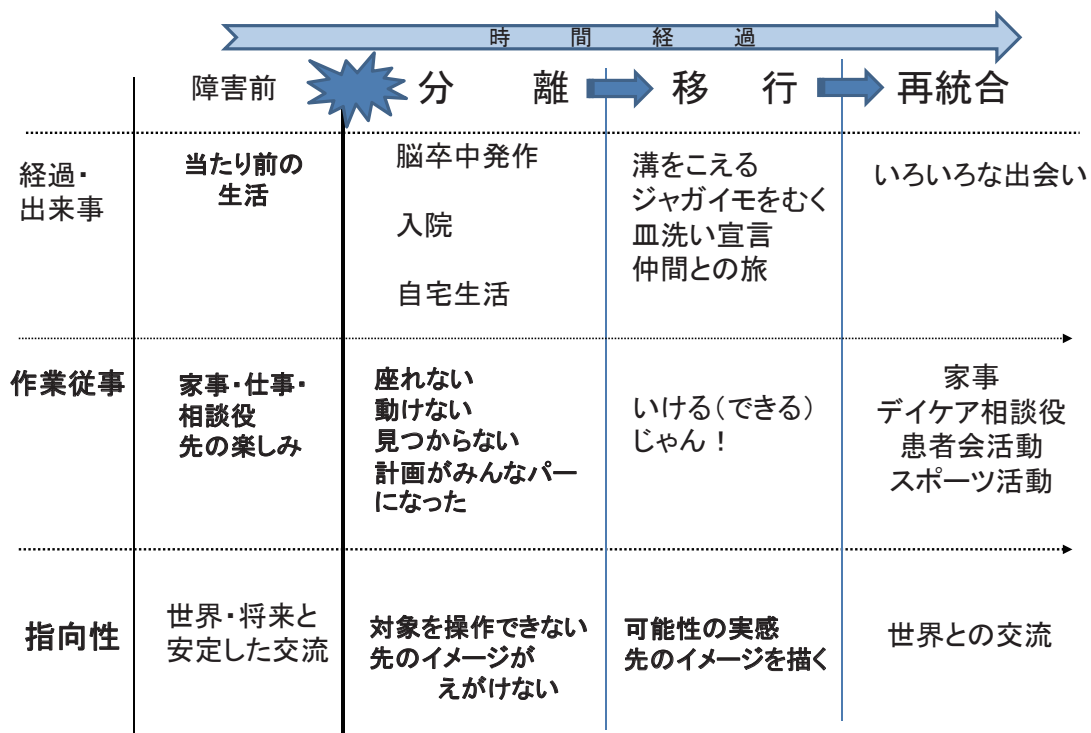 時間経過
障害前
分離
移行
再統合
経過・
出来事
当たり前の
生活
脳卒中発作
入院
自宅生活
溝をこえる
ジャガイモをむく
皿洗い宣言
仲間との旅
いろいろな出会い
作業従事
家事・仕事・
相談役
先の楽しみ
座れない
動けない
見つからない
計画がみんなパー
になった
いける（できる）
じゃん！
家事
デイケア相談役
患者会活動
スポーツ活動
指向性
世界・将来と
安定した交流
対象を操作できない
先のイメージが
えがけない
可能性の実感
先のイメージを描く
世界との交流